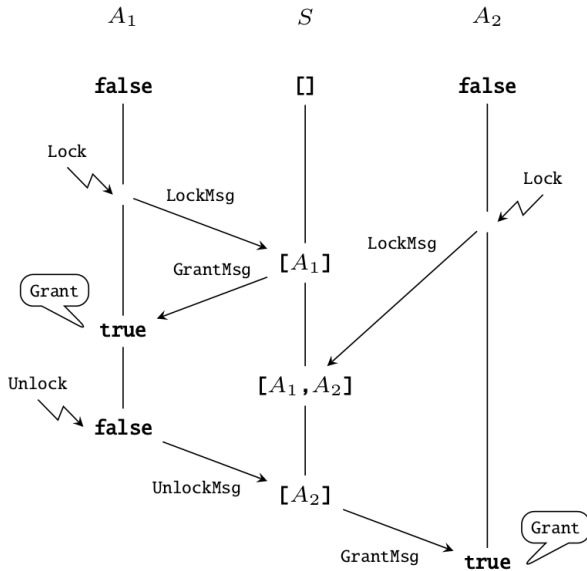 A1 S A2
false [] false
Lock
Lock
LockMsg
LockMsg
[A1]
GrantMsg
Grant
true
Unlock
[A1,A2]
false
UnlockMsg
[A2]
Grant
GrantMsg
true